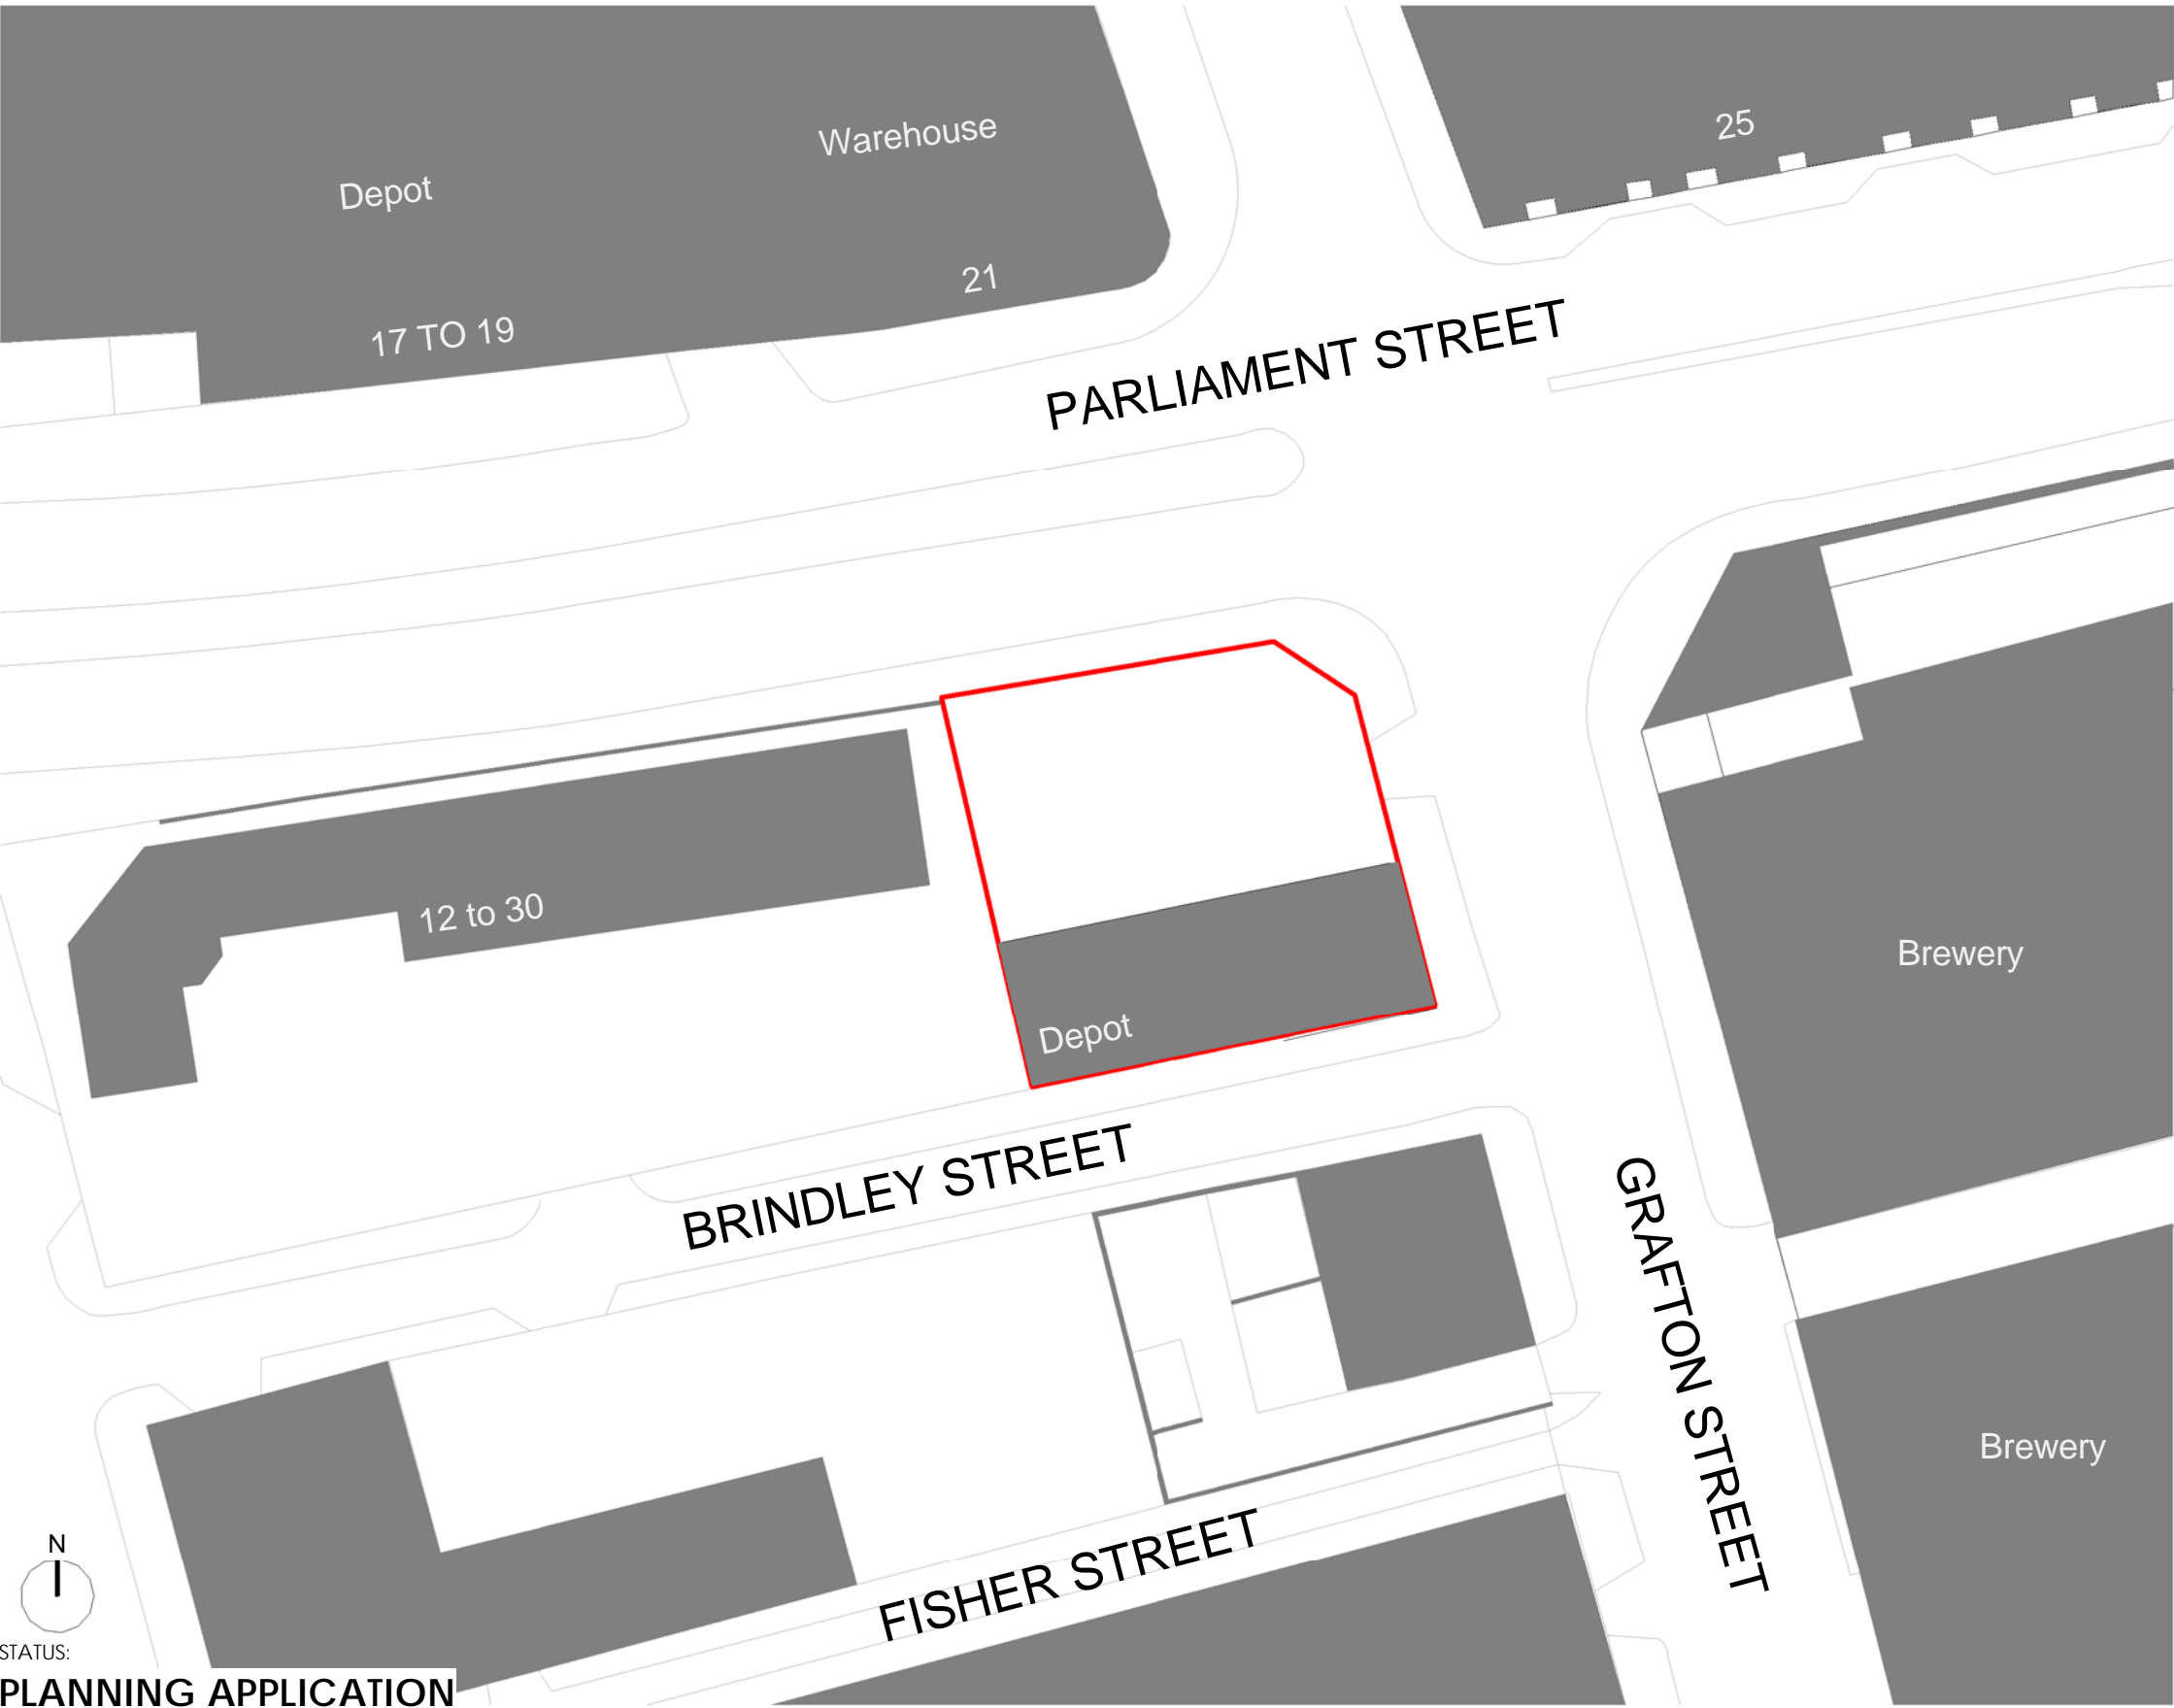 25
Warehouse
Depot
21
17 TO 19
PARLIAMENT STREET
12 to 30
Brewery
Depot
BRINDLEY STREET
GRAFTON STREET
Brewery
FISHER STREET
N
STATUS:
PLANNING APPLICATION